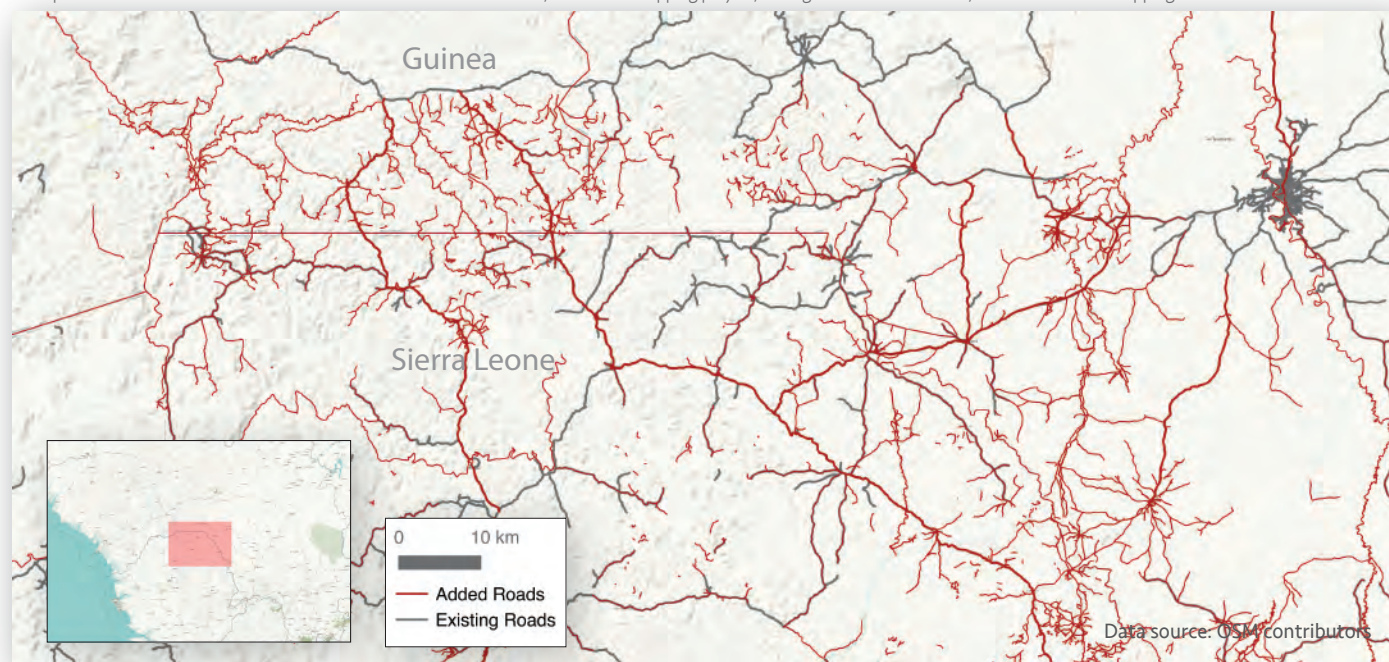 Guinea
Sierra Leone
0 10 km
Added Roads
Existing Roads
Data source: OSM contributors